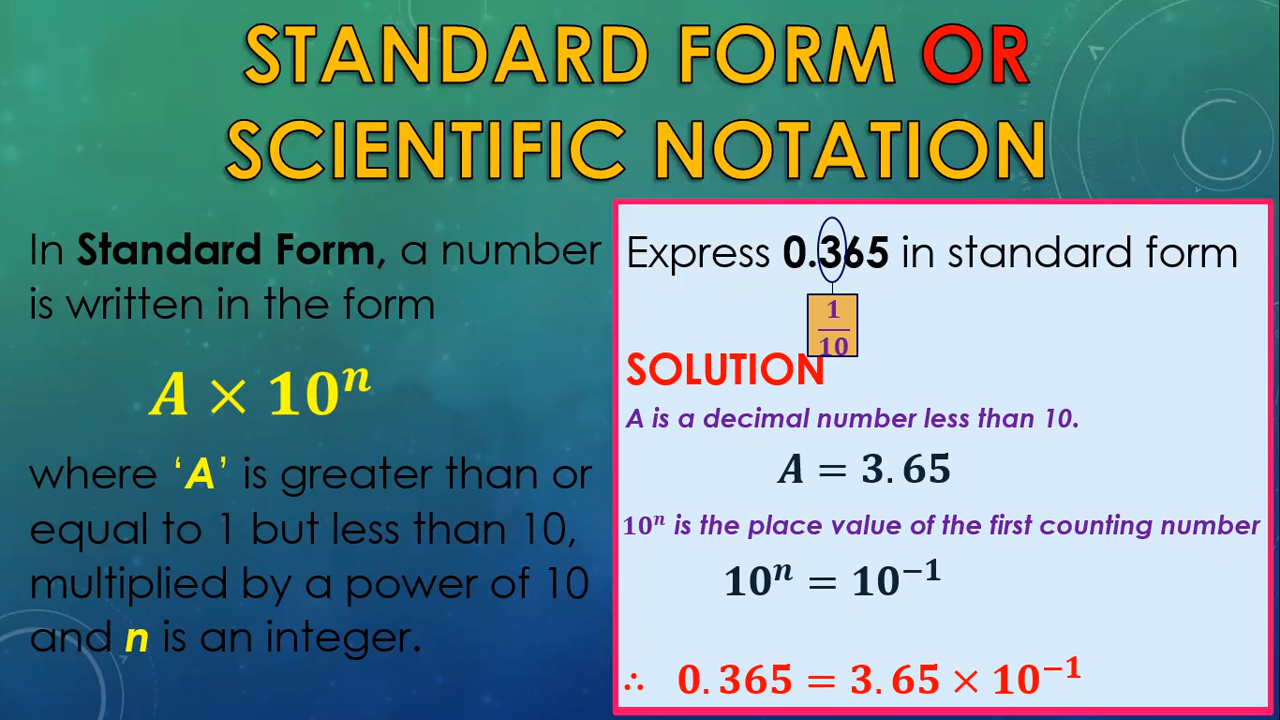 STANDARD FORM OR
SCIENTIFIC NOTATION
In Standard Form, a number
is written in the form
A × 10ⁿ
where ‘A’ is greater than or
equal to 1 but less than 10,
multiplied by a power of 10
and n is an integer.
Express 0.365 in standard form
1
10
SOLUTION
A is a decimal number less than 10.
A = 3.65
10ⁿ is the place value of the first counting number
10ⁿ = 10⁻¹
∴ 0.365 = 3.65 × 10⁻¹